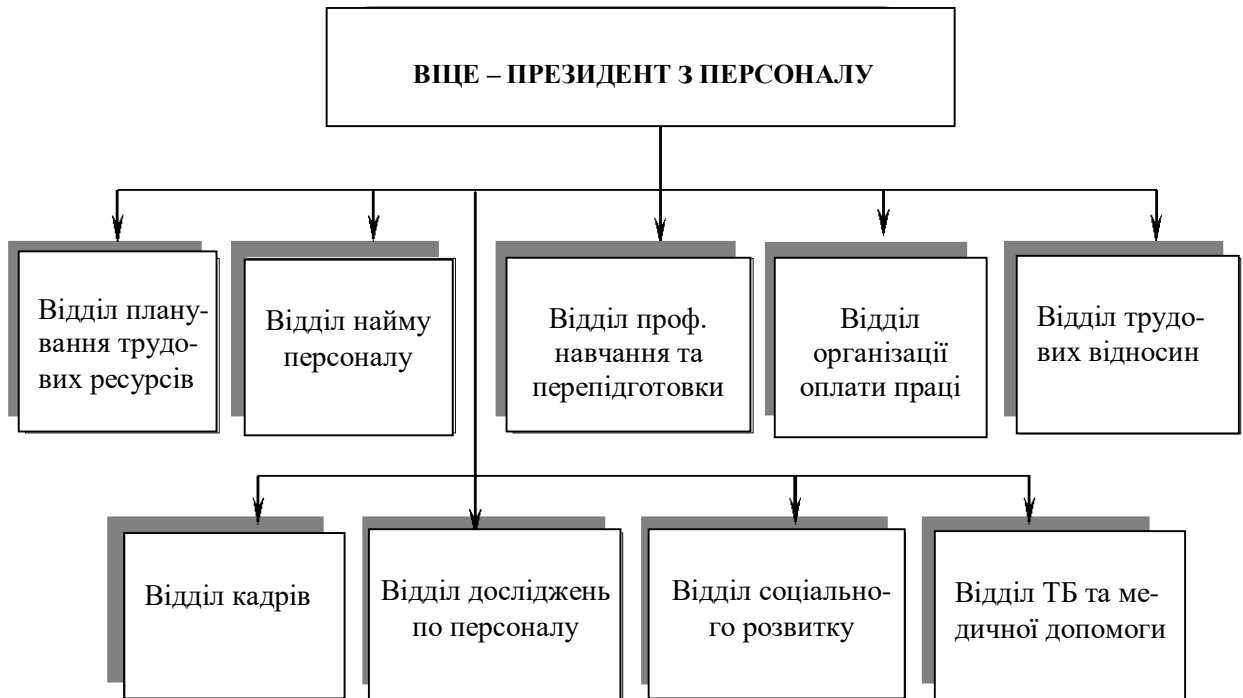 ВІЦЕ – ПРЕЗИДЕНТ З ПЕРСОНАЛУ
Відділ плану-
вання трудо-
вих ресурсів
Відділ найму
персоналу
Відділ проф.
навчання та
перепідготовки
Відділ
організації
оплати праці
Відділ трудо-
вих відносин
Відділ кадрів
Відділ досліджень
по персоналу
Відділ соціально-
го розвитку
Відділ ТБ та ме-
дичної допомоги